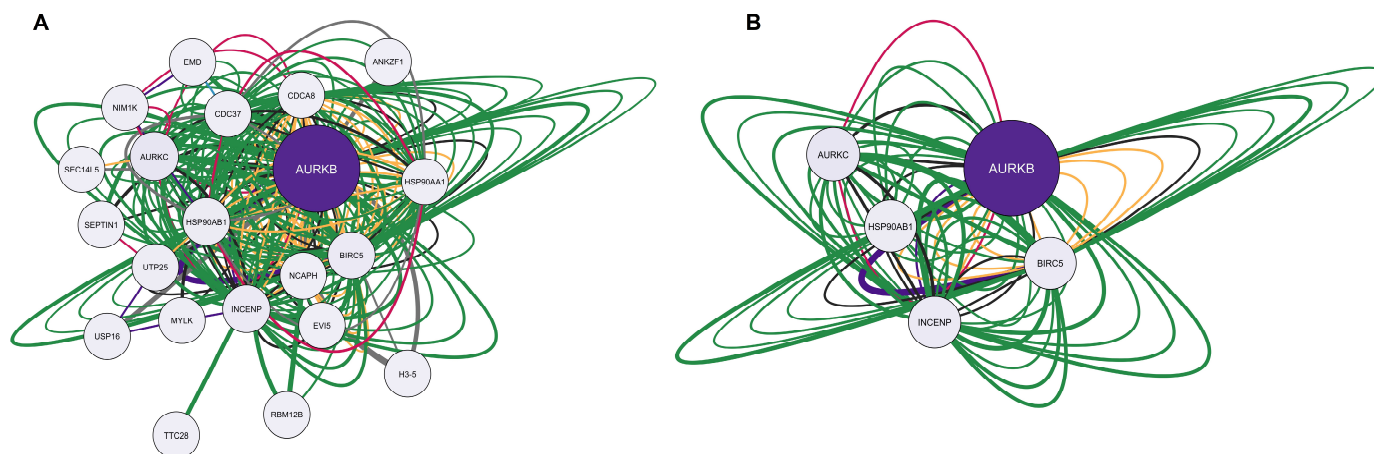 A
B
EMD
ANKZF1
CDCA8
NIM1K
CDC37
AURKC
AURKB
SEC14L5
HSP90AA1
SEPTIN1
HSP90AB1
BIRC5
UTP25
NCAPH
INCENP
MYLK
EVI5
USP16
H3-5
RBM12B
TTC28
AURKC
AURKB
HSP90AB1
BIRC5
INCENP